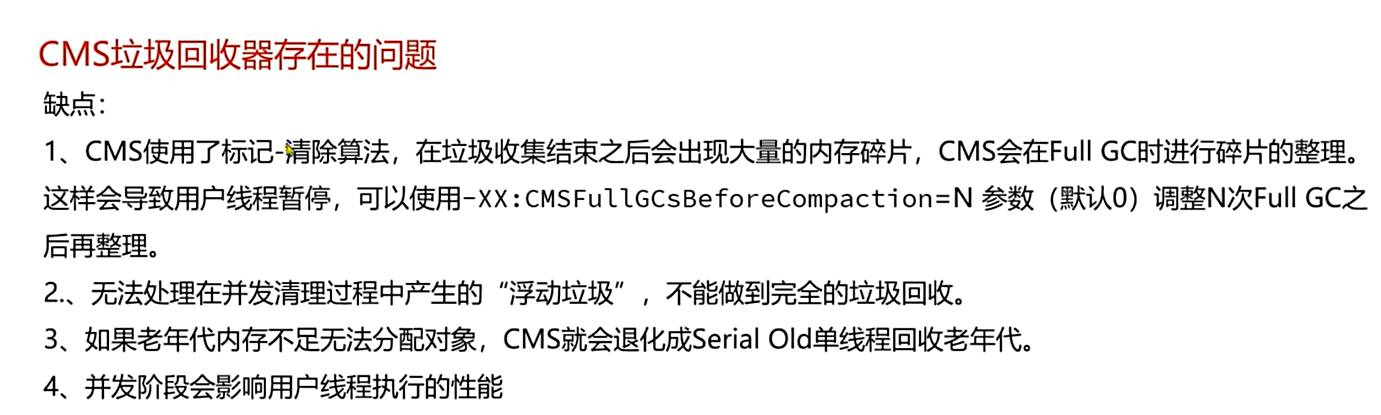 CMS垃圾回收器存在的问题
缺点：
1、CMS使用了标记-清除算法，在垃圾收集结束之后会出现大量的内存碎片，CMS会在Full GC时进行碎片的整理。
这样会导致用户线程暂停，可以使用-XX:CMSFullGCsBeforeCompaction=N 参数（默认0）调整N次Full GC之
后再整理。
2.、无法处理在并发清理过程中产生的“浮动垃圾”，不能做到完全的垃圾回收。
3、如果老年代内存不足无法分配对象，CMS就会退化成Serial Old单线程回收老年代。
4、并发阶段会影响用户线程执行的性能